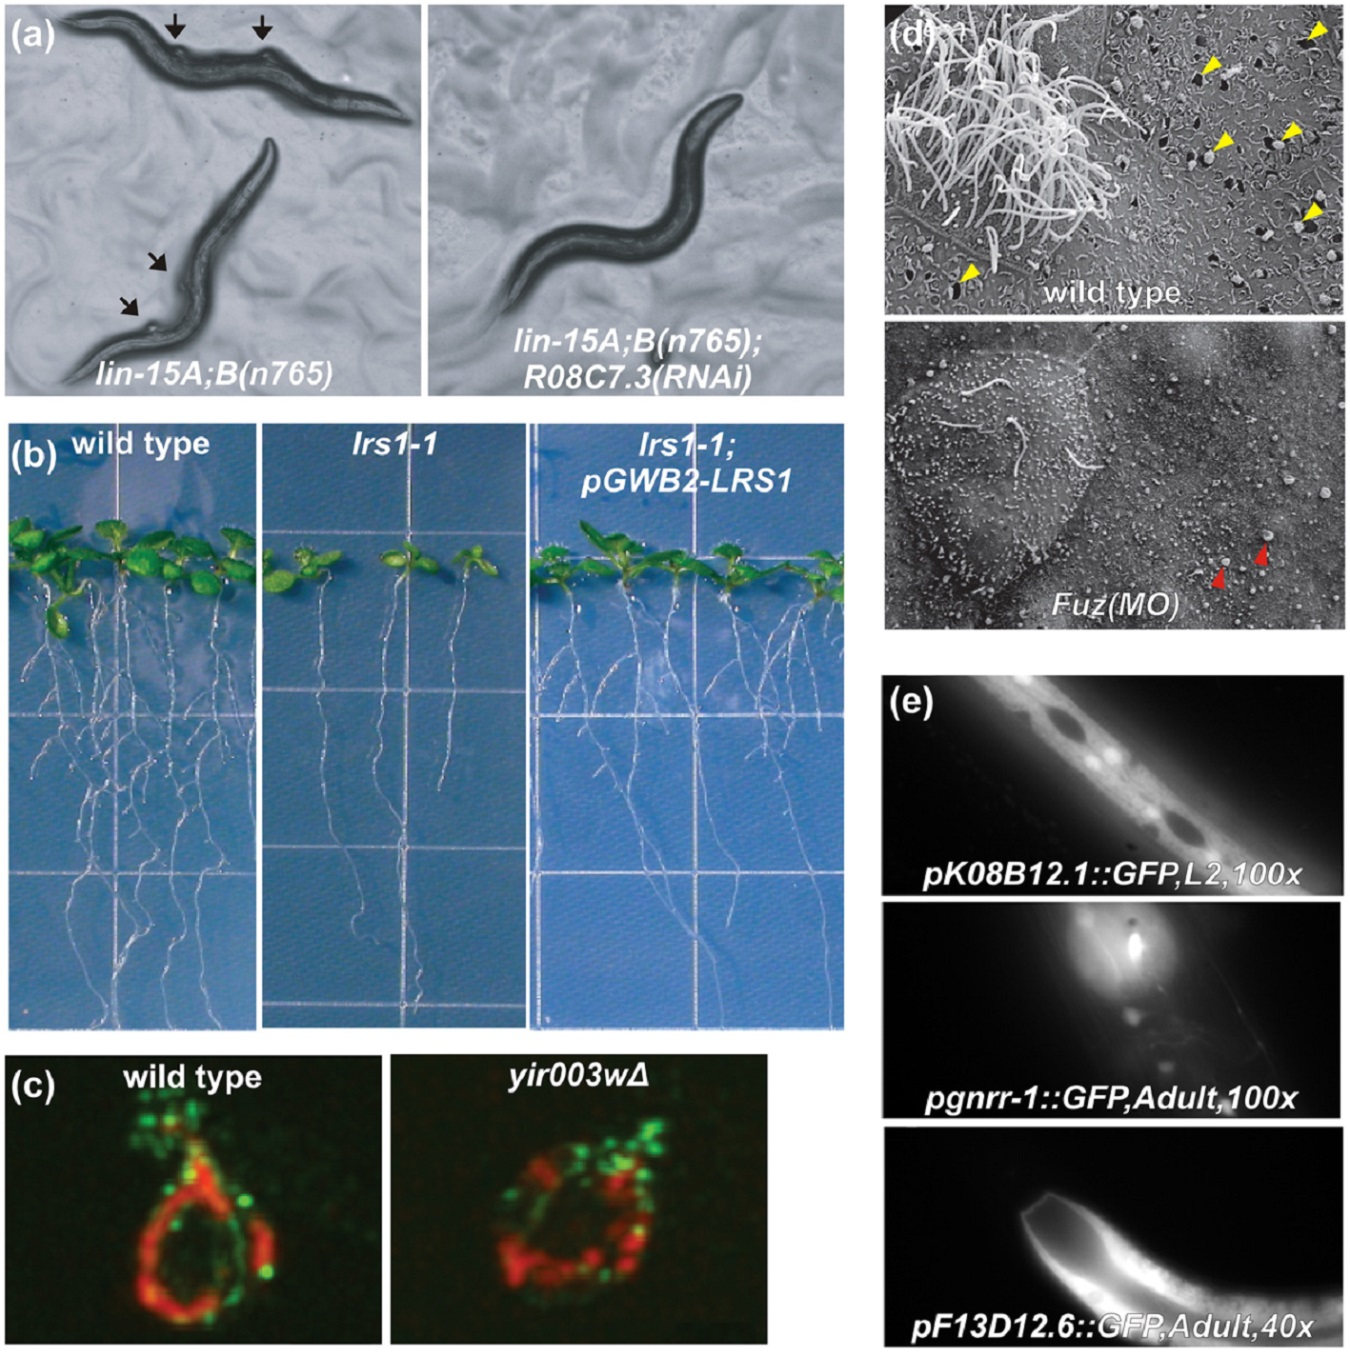 (a)
lin-15A;B(n765)
lin-15A;B(n765);
R08C7.3(RNAi)
(b)
wild type
lrs1-1
lrs1-1;
pGWB2-LRS1
(c)
wild type
yir003wΔ
(d)
wild type
Fuz(MO)
(e)
pK08B12.1::GFP,L2,100x
pgnrr-1::GFP,Adult,100x
pF13D12.6::GFP,Adult,40x